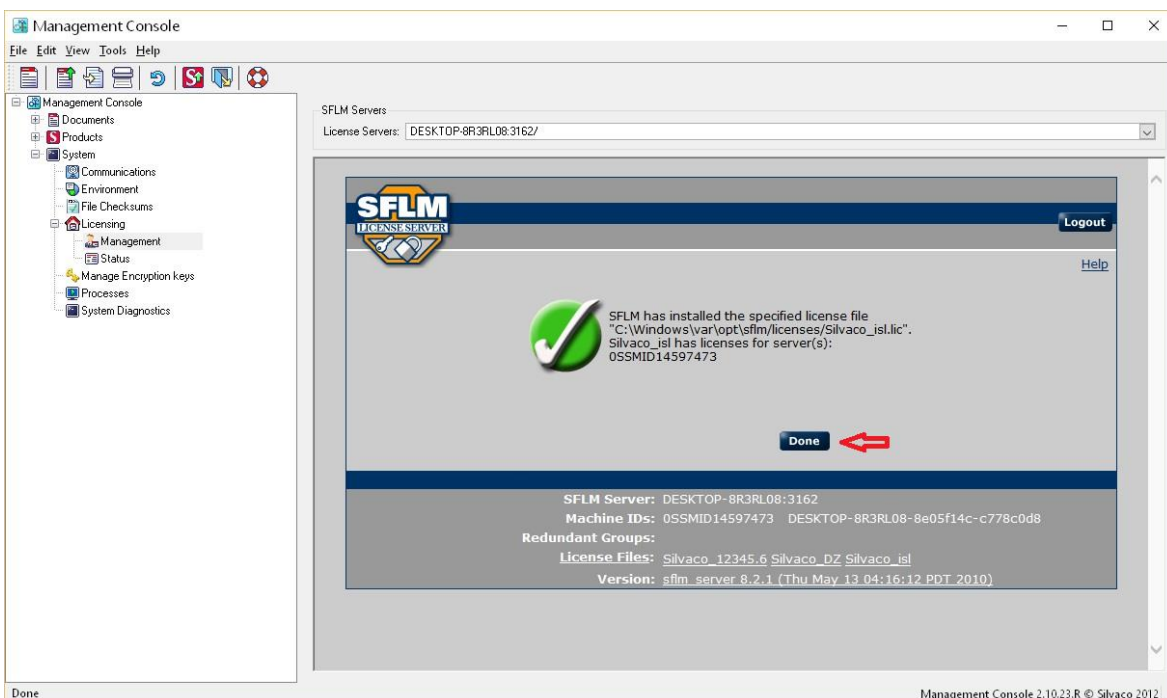 Management Console
File Edit View Tools Help
Management Console
Documents
Products
System
Communications
Environment
File Checksums
Licensing
Management
Status
Manage Encryption keys
Processes
System Diagnostics
SFLM Servers
License Servers: DESKTOP-8R3RL08:3162/
SFLM
LICENSE SERVER
Logout
Help
SFLM has installed the specified license file
"C:\Windows\var\opt\sflm/licenses/Silvaco_isl.lic".
Silvaco_isl has licenses for server(s):
0SSMID14597473
Done
SFLM Server: DESKTOP-8R3RL08:3162
Machine IDs: 0SSMID14597473 DESKTOP-8R3RL08-8e05f14c-c778c0d8
Redundant Groups:
License Files: Silvaco_12345.6 Silvaco_DZ Silvaco_isl
Version: sflm_server 8.2.1 (Thu May 13 04:16:12 PDT 2010)
Done
Management Console 2.10.23.R © Silvaco 2012